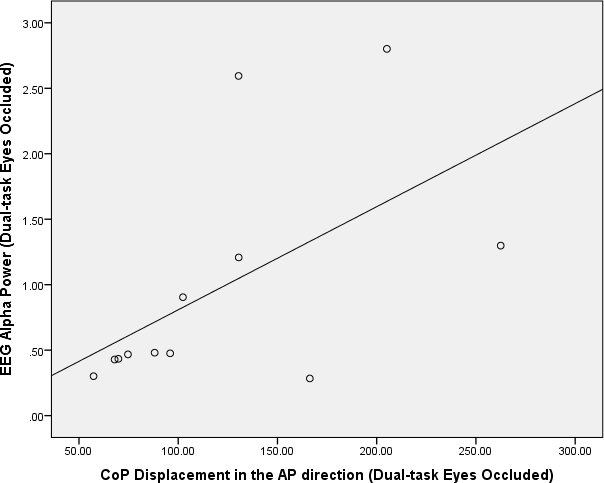 EEG Alpha Power (Dual-task Eyes Occluded)
3.00
2.50
2.00
1.50
1.00
.50
.00
50.00 100.00 150.00 200.00 250.00 300.00
CoP Displacement in the AP direction (Dual-task Eyes Occluded)